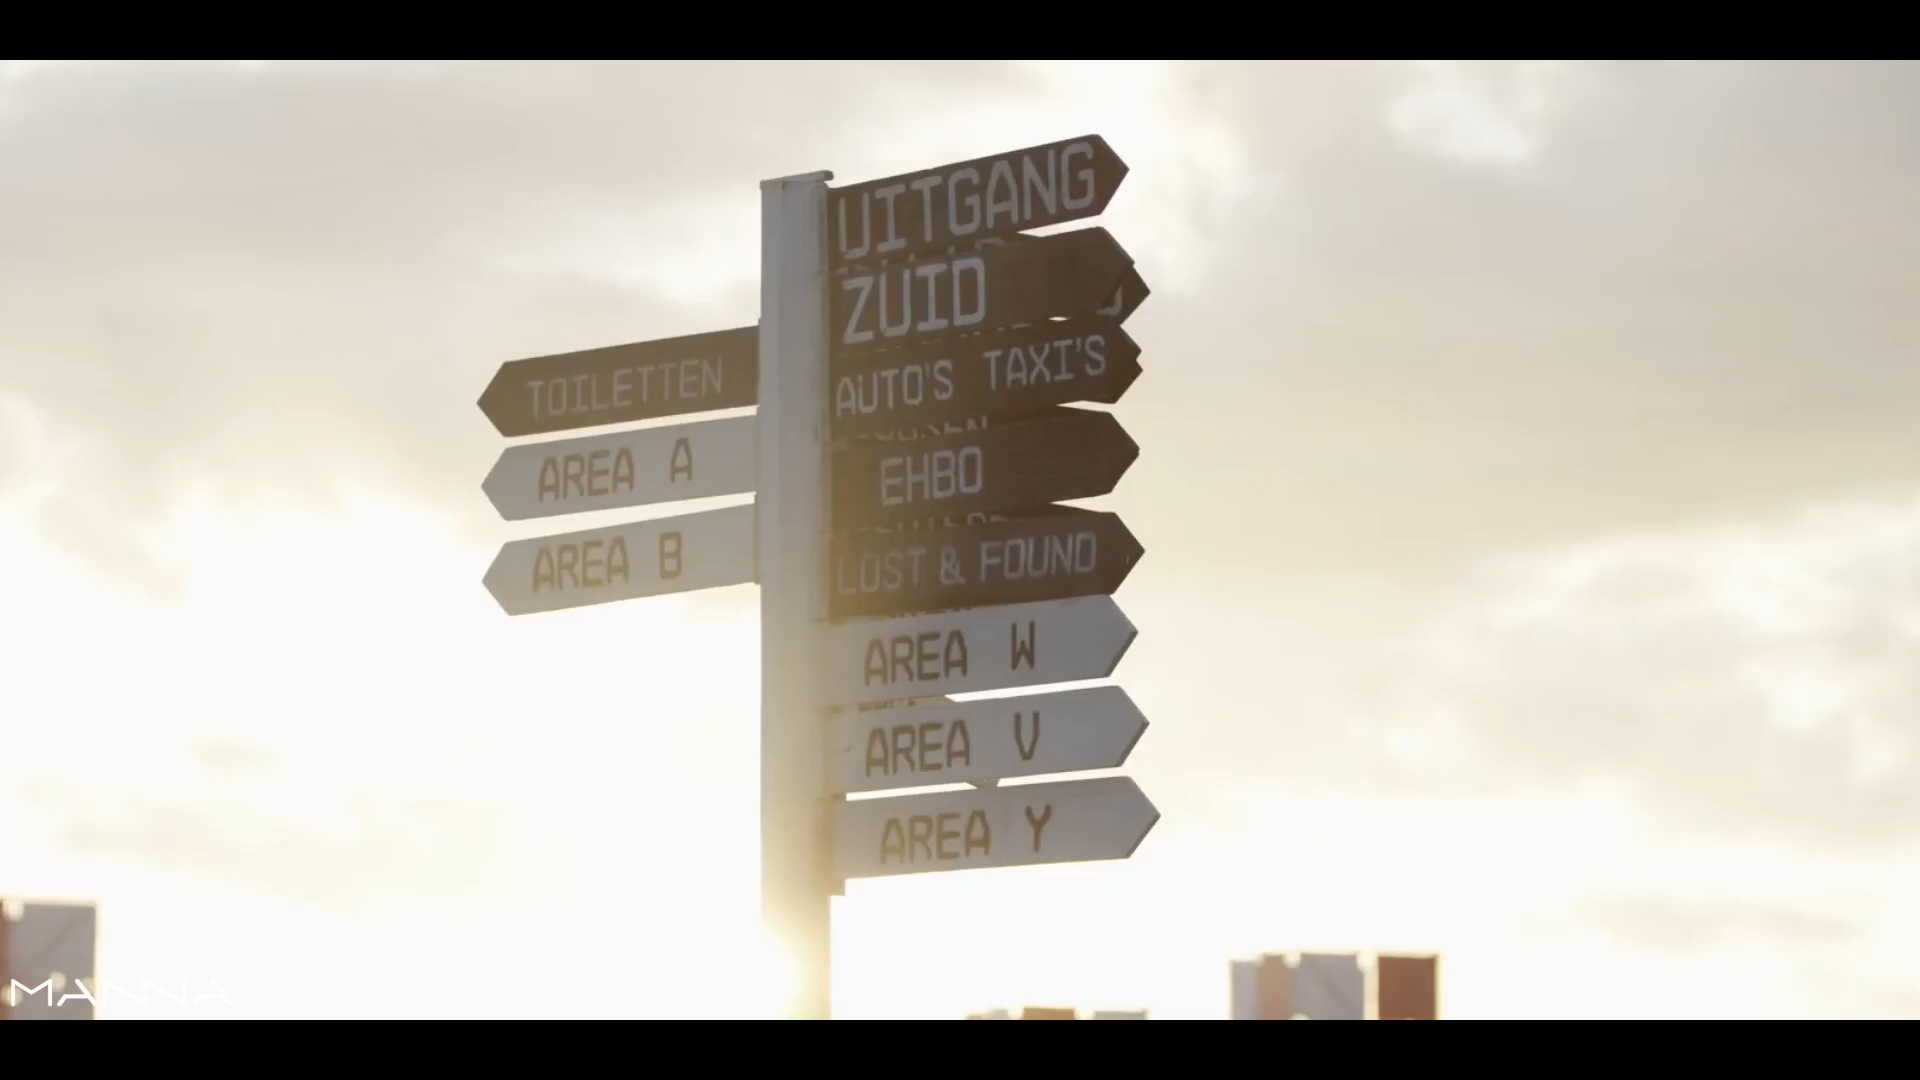 UITGANG
ZUID
AUTO'S TAXI'S
EHBO
LOST & FOUND
AREA W
AREA V
AREA Y
TOILETTEN
AREA A
AREA B
MANNA